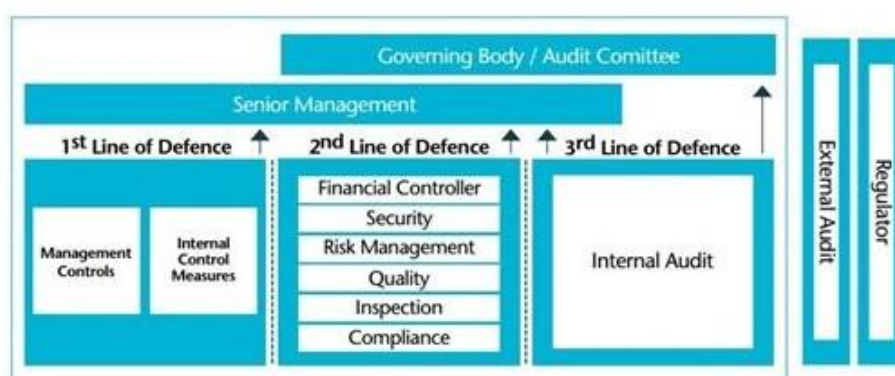 Governing Body / Audit Comittee
Senior Management
1st Line of Defence
2nd Line of Defence
3rd Line of Defence
Management
Controls
Internal
Control
Measures
Financial Controller
Security
Risk Management
Quality
Inspection
Compliance
Internal Audit
External Audit
Regulator